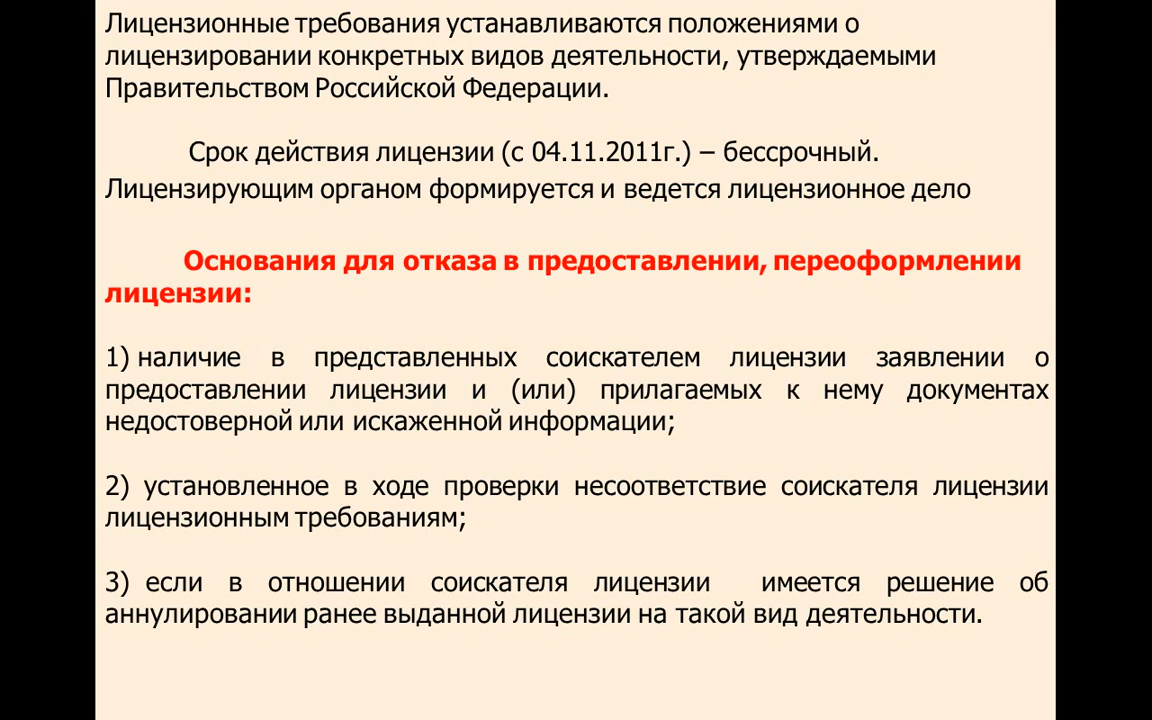 Лицензионные требования устанавливаются положениями о
лицензировании конкретных видов деятельности, утверждаемыми
Правительством Российской Федерации.
Срок действия лицензии (с 04.11.2011г.) – бессрочный.
Лицензирующим органом формируется и ведется лицензионное дело
Основания для отказа в предоставлении, переоформлении
лицензии:
1) наличие в представленных соискателем лицензии заявлении о
предоставлении лицензии и (или) прилагаемых к нему документах
недостоверной или искаженной информации;
2) установленное в ходе проверки несоответствие соискателя лицензии
лицензионным требованиям;
3) если в отношении соискателя лицензии имеется решение об
аннулировании ранее выданной лицензии на такой вид деятельности.